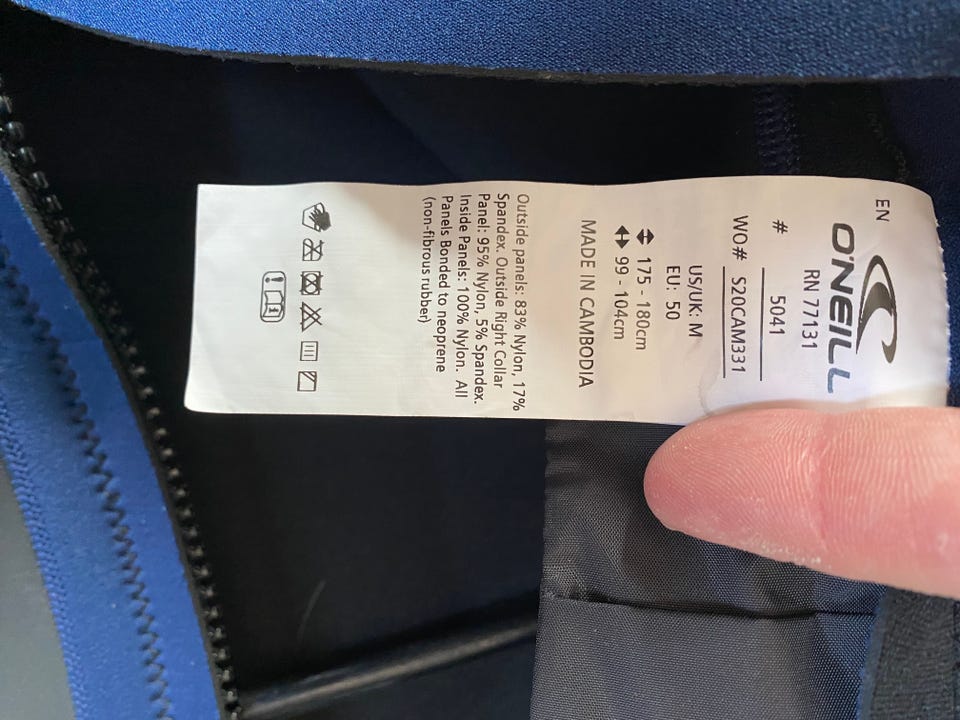 EN
O'NEILL
RN 77131
# 5041
WO# S20CAM331
US/UK: M
EU: 50
175 - 180cm
99 - 104cm
MADE IN CAMBODIA
Outside panels: 83% Nylon, 17%
Spandex. Outside Right Collar
Panel: 95% Nylon, 5% Spandex.
Inside Panels: 100% Nylon. All
Panels Bonded to neoprene
(non-fibrous rubber)